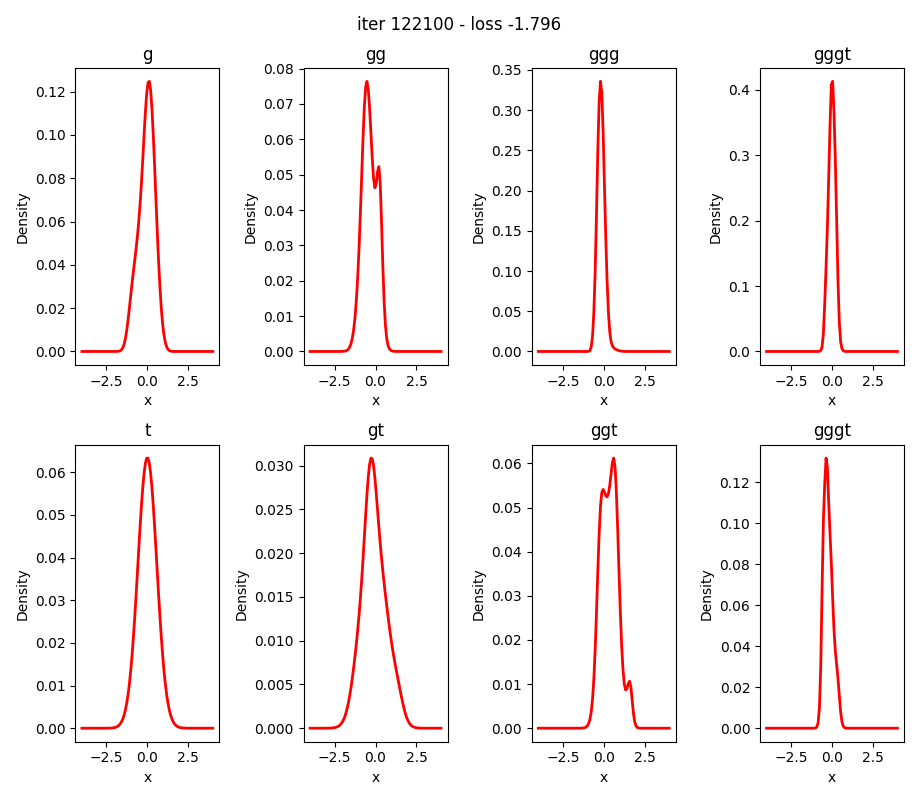 iter 122100 - loss -1.796
g
gg
ggg
gggt
0.12
0.10
0.08
0.06
0.04
0.02
0.00
Density
−2.5 0.0 2.5
x
0.08
0.07
0.06
0.05
0.04
0.03
0.02
0.01
0.00
Density
−2.5 0.0 2.5
x
0.35
0.30
0.25
0.20
0.15
0.10
0.05
0.00
Density
−2.5 0.0 2.5
x
0.4
0.3
0.2
0.1
0.0
Density
−2.5 0.0 2.5
x
t
gt
ggt
gggt
0.06
0.05
0.04
0.03
0.02
0.01
0.00
Density
−2.5 0.0 2.5
x
0.030
0.025
0.020
0.015
0.010
0.005
0.000
Density
−2.5 0.0 2.5
x
0.06
0.05
0.04
0.03
0.02
0.01
0.00
Density
−2.5 0.0 2.5
x
0.12
0.10
0.08
0.06
0.04
0.02
0.00
Density
−2.5 0.0 2.5
x